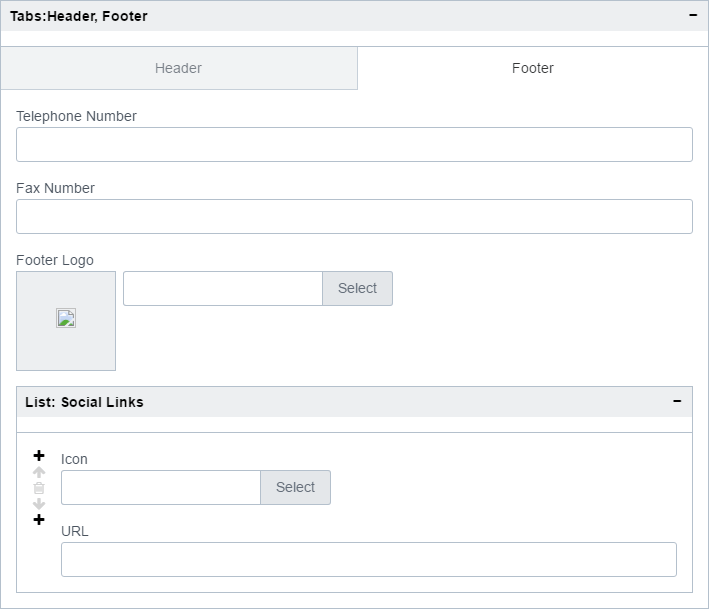 Tabs:Header, Footer
Header Footer
Telephone Number
Fax Number
Footer Logo
Select
List: Social Links
Icon
Select
URL